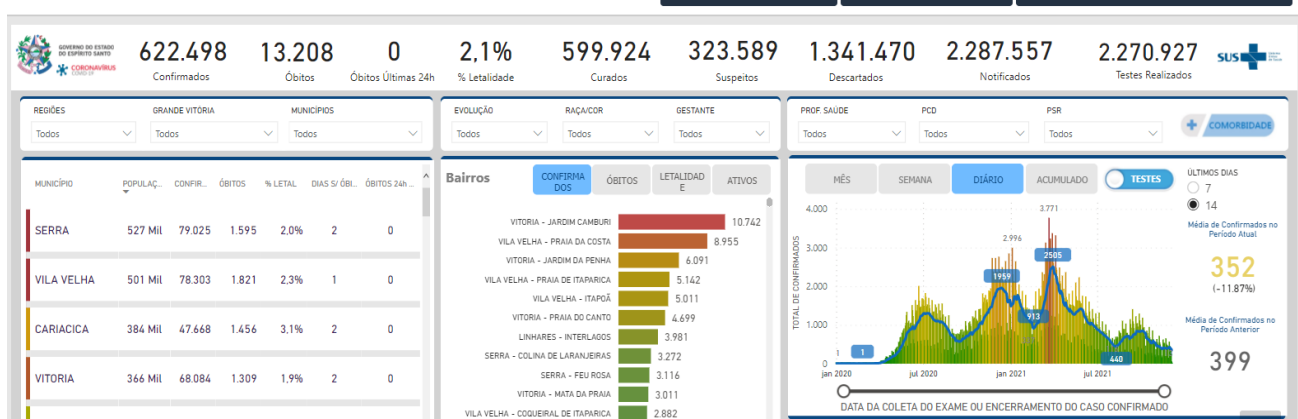 GOVERNO DO ESTADO
DO ESPÍRITO SANTO
CORONAVÍRUS
COVID-19
622.498
Confirmados
13.208
Óbitos
0
Óbitos Últimas 24h
2,1%
% Letalidade
599.924
Curados
323.589
Suspeitos
1.341.470
Descartados
2.287.557
Notificados
2.270.927
Testes Realizados
SUS
REGIÕES
Todos
GRANDE VITÓRIA
Todos
MUNICÍPIOS
Todos
EVOLUÇÃO
Todos
RAÇA/COR
Todos
GESTANTE
Todos
PROF. SAUDE
Todos
PCD
Todos
PSR
Todos
+ COMORBIDADE
MUNICÍPIO POPULAÇ... CONFIR... ÓBITOS % LETAL DIAS S/ ÓBI... ÓBITOS 24h ...
SERRA 527 Mil 79.025 1.595 2,0% 2 0
VILA VELHA 501 Mil 78.303 1.821 2,3% 1 0
CARIACICA 384 Mil 47.668 1.456 3,1% 2 0
VITORIA 366 Mil 68.084 1.309 1,9% 2 0
Bairros
CONFIRMA
DOS
ÓBITOS
LETALIDAD
E
ATIVOS
VITORIA - JARDIM CAMBURI 10.742
VILA VELHA - PRAIA DA COSTA 8.955
VITORIA - JARDIM DA PENHA 6.091
VILA VELHA - PRAIA DE ITAPARICA 5.142
VILA VELHA - ITAPOÃ 5.011
VITORIA - PRAIA DO CANTO 4.699
LINHARES - INTERLAGOS 3.981
SERRA - COLINA DE LARANJEIRAS 3.272
SERRA - FEU ROSA 3.116
VITORIA - MATA DA PRAIA 3.011
VILA VELHA - COQUEIRAL DE ITAPARICA 2.882
MÊS
SEMANA
DIÁRIO
ACUMULADO
TESTES
TOTAL DE CONFIRMADOS
4.000
3.000
2.000
1.000
0
1
1
2.996
1959
913
3.771
2505
440
jan 2020 jul 2020 jan 2021 jul 2021
DATA DA COLETA DO EXAME OU ENCERRAMENTO DO CASO CONFIRMADO
ÚLTIMOS DIAS
7
14
Média de Confirmados no
Período Atual
352
(-11.87%)
Média de Confirmados no
Período Anterior
399